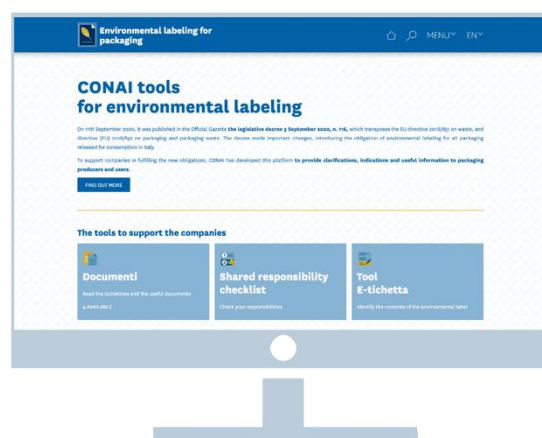 Environmental labeling for
packaging
MENU EN
CONAI tools
for environmental labeling
On 11th September 2020, it was published in the Official Gazette the legislative decree 3 September 2020, n. 116, which transposes the EU directive 2018/851 on waste, and
directive (EU) 2018/852 on packaging and packaging waste. The decree made important changes, introducing the obligation of environmental labeling for all packaging
released for consumption in Italy.
To support companies in fulfilling the new obligations, CONAI has developed this platform to provide clarifications, indications and useful information to packaging
producers and users.
FIND OUT MORE
The tools to support the companies
Documenti
Read the Guidelines and the useful documents
4 AVAILABLE
Shared responsibility
checklist
Check your responsibilities
Tool
E-tichetta
Identify the contents of the environmental label